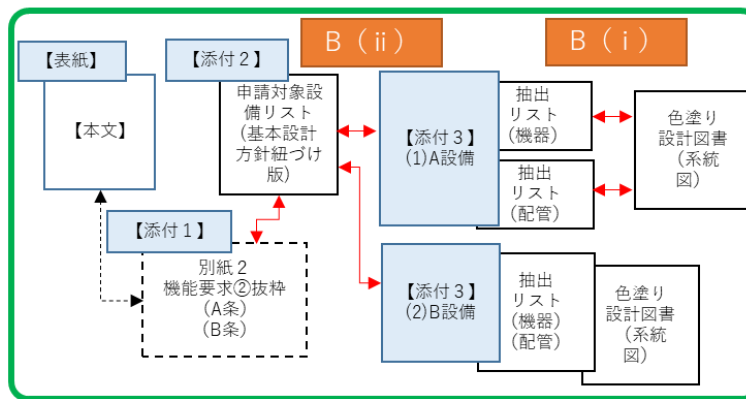 B(ii)
B(i)
【表紙】
【本文】
【添付2】
申請対象設
備リスト
(基本設計
方針紐づけ
版)
【添付1】
別紙2
機能要求②抜枠
(A条)
(B条)
【添付3】
(1)A設備
抽出
リスト
(機器)
抽出
リスト
(配管)
色塗り
設計図書
(系統
図)
【添付3】
(2)B設備
抽出
リスト
(機器)
(配管)
色塗り
設計図書
(系統
図)